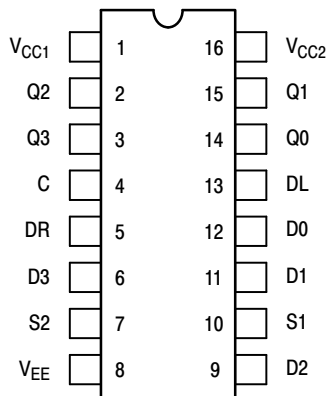 VCC1 1 16 VCC2
Q2 2 15 Q1
Q3 3 14 Q0
C 4 13 DL
DR 5 12 D0
D3 6 11 D1
S2 7 10 S1
VEE 8 9 D2